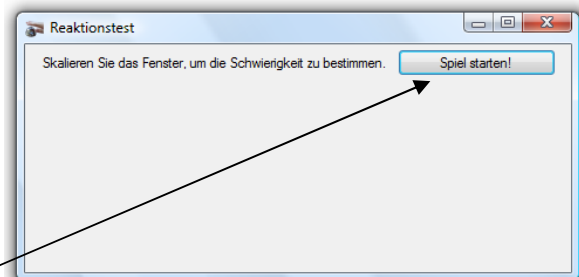 Reaktionstest
Skalieren Sie das Fenster, um die Schwierigkeit zu bestimmen. Spiel starten!